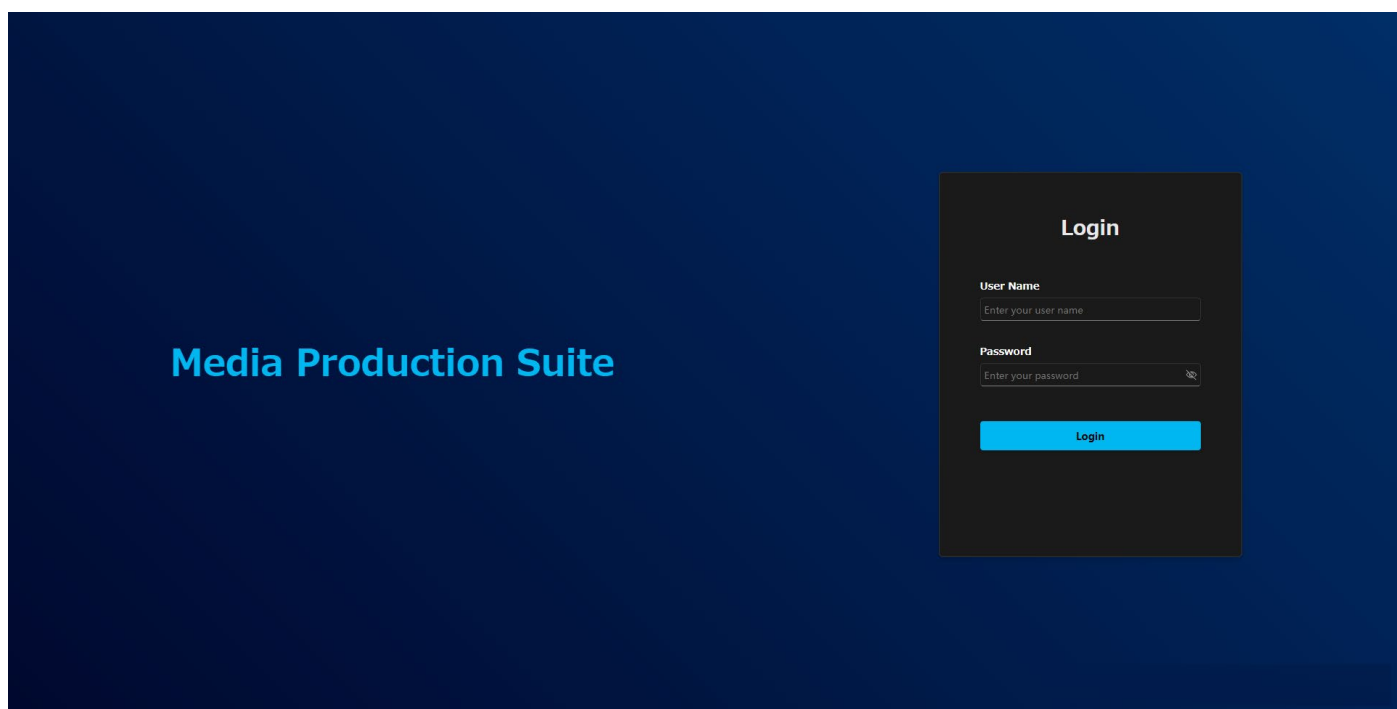 Media Production Suite
Login
User Name
Enter your user name
Password
Enter your password
Login